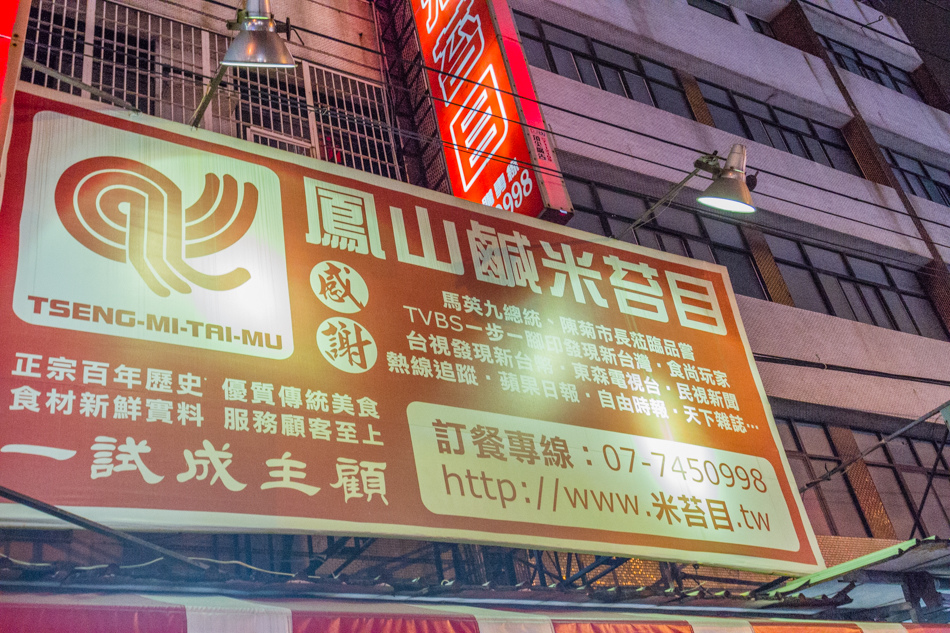 米苔目
0998
TSENG-MI-TAI-MU
鳳山鹹米苔目
感謝
馬英九總統、陳菊市長蒞臨品嘗
TVBS一步一腳印發現新台灣・食尚玩家
台視發現新台幣・東森電視台・民視新聞
熱線追蹤・蘋果日報・自由時報・天下雜誌…
正宗百年歷史 優質傳統美食
食材新鮮實料 服務顧客至上
一試成主顧
訂餐專線：07-7450998
http://www.米苔目.tw